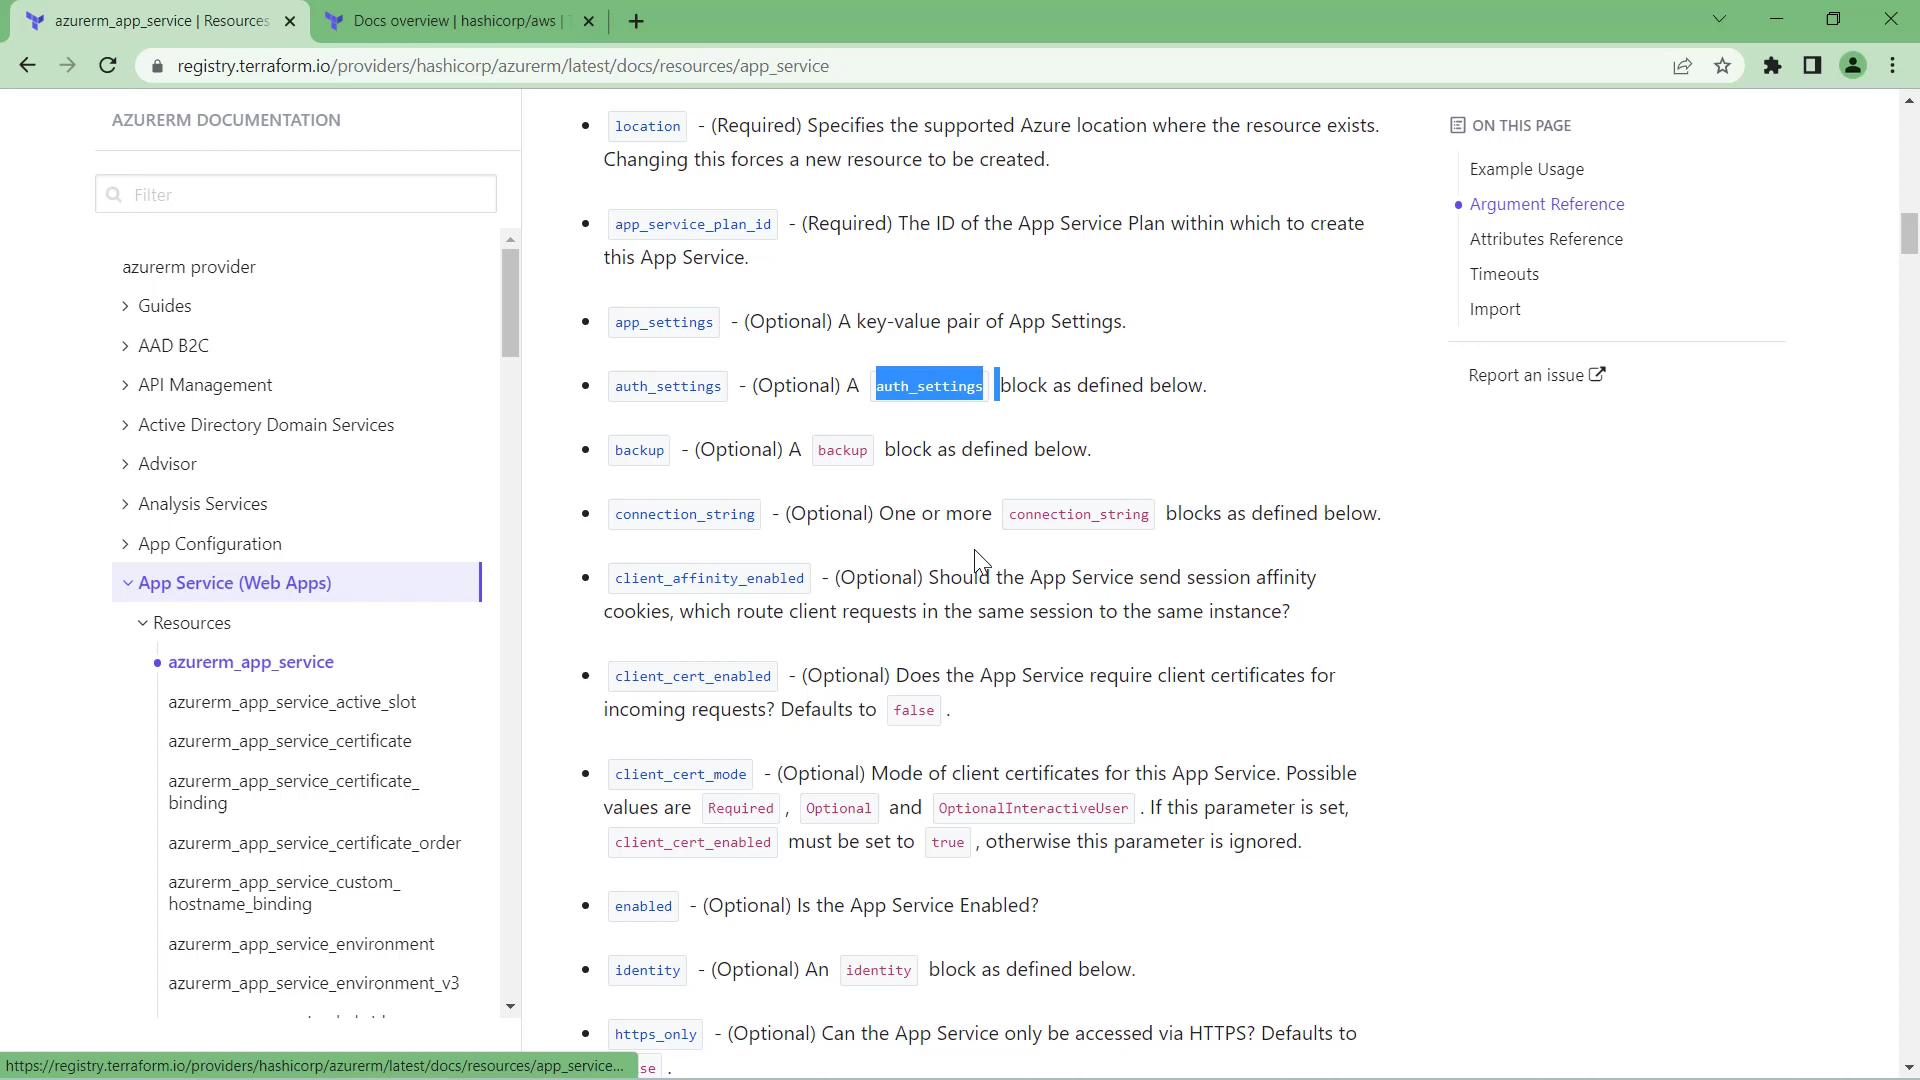 azurerm_app_service | Resources
Docs overview | hashicorp/aws |
registry.terraform.io/providers/hashicorp/azurerm/latest/docs/resources/app_service
AZURERM DOCUMENTATION
Filter
azurerm provider
Guides
AAD B2C
API Management
Active Directory Domain Services
Advisor
Analysis Services
App Configuration
App Service (Web Apps)
Resources
azurerm_app_service
azurerm_app_service_active_slot
azurerm_app_service_certificate
azurerm_app_service_certificate_
binding
azurerm_app_service_certificate_order
azurerm_app_service_custom_
hostname_binding
azurerm_app_service_environment
azurerm_app_service_environment_v3
location - (Required) Specifies the supported Azure location where the resource exists.
Changing this forces a new resource to be created.
app_service_plan_id - (Required) The ID of the App Service Plan within which to create
this App Service.
app_settings - (Optional) A key-value pair of App Settings.
auth_settings - (Optional) A auth_settings block as defined below.
backup - (Optional) A backup block as defined below.
connection_string - (Optional) One or more connection_string blocks as defined below.
client_affinity_enabled - (Optional) Should the App Service send session affinity
cookies, which route client requests in the same session to the same instance?
client_cert_enabled - (Optional) Does the App Service require client certificates for
incoming requests? Defaults to false .
client_cert_mode - (Optional) Mode of client certificates for this App Service. Possible
values are Required , Optional and OptionalInteractiveUser . If this parameter is set,
client_cert_enabled must be set to true , otherwise this parameter is ignored.
enabled - (Optional) Is the App Service Enabled?
identity - (Optional) An identity block as defined below.
https_only - (Optional) Can the App Service only be accessed via HTTPS? Defaults to
se .
ON THIS PAGE
Example Usage
Argument Reference
Attributes Reference
Timeouts
Import
Report an issue
https://registry.terraform.io/providers/hashicorp/azurerm/latest/docs/resources/app_service...